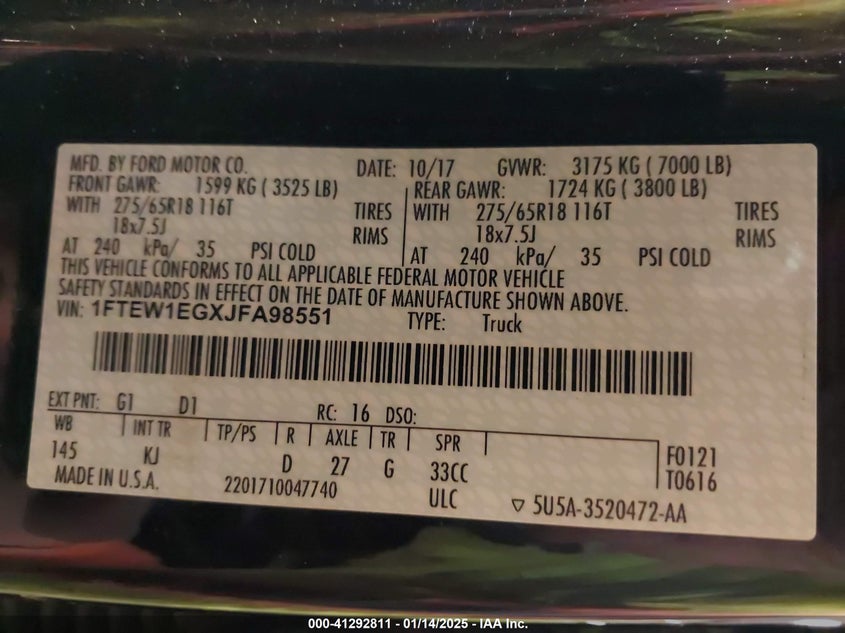 MFD. BY FORD MOTOR CO. DATE: 10/17 GVWR: 3175 KG ( 7000 LB)
FRONT GAWR: 1599 KG ( 3525 LB) REAR GAWR: 1724 KG ( 3800 LB)
WITH 275/65R18 116T TIRES WITH 275/65R18 116T TIRES
18x7.5J RIMS 18x7.5J RIMS
AT 240 kPa/ 35 PSI COLD AT 240 kPa/ 35 PSI COLD
THIS VEHICLE CONFORMS TO ALL APPLICABLE FEDERAL MOTOR VEHICLE
SAFETY STANDARDS IN EFFECT ON THE DATE OF MANUFACTURE SHOWN ABOVE.
VIN: 1FTEW1EGXJFA98551 TYPE: Truck
EXT PNT: G1 D1 RC: 16 DSO:
WB INT TR TP/PS R AXLE TR SPR
145 KJ D 27 G 33CC F0121
MADE IN U.S.A. 2201710047740 ULC T0616
▽ 5U5A-3520472-AA
000-41292811 - 01/14/2025 - IAA Inc.